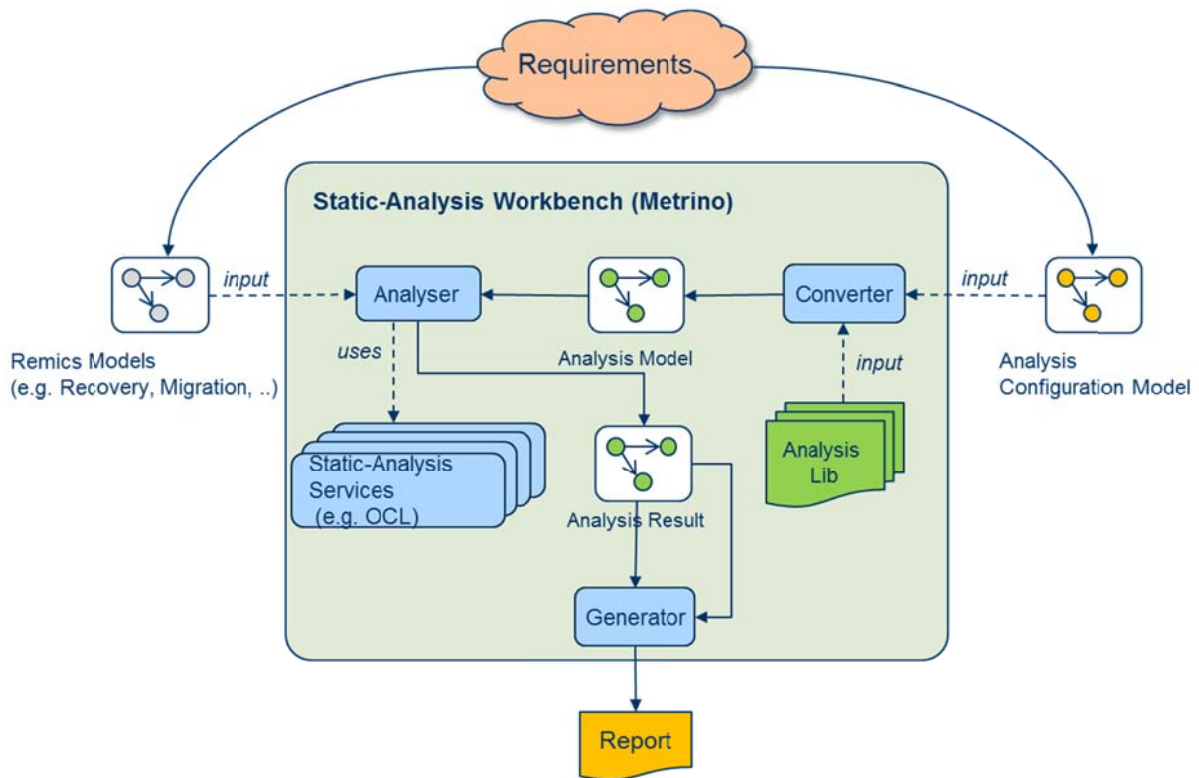 Requirements
Static-Analysis Workbench (Metrino)
input
Analyser
Converter
input
uses
Analysis Model
input
Remics Models
(e.g. Recovery, Migration, ..)
Analysis
Configuration Model
Static-Analysis
Services
(e.g. OCL)
Analysis
Lib
Analysis Result
Generator
Report